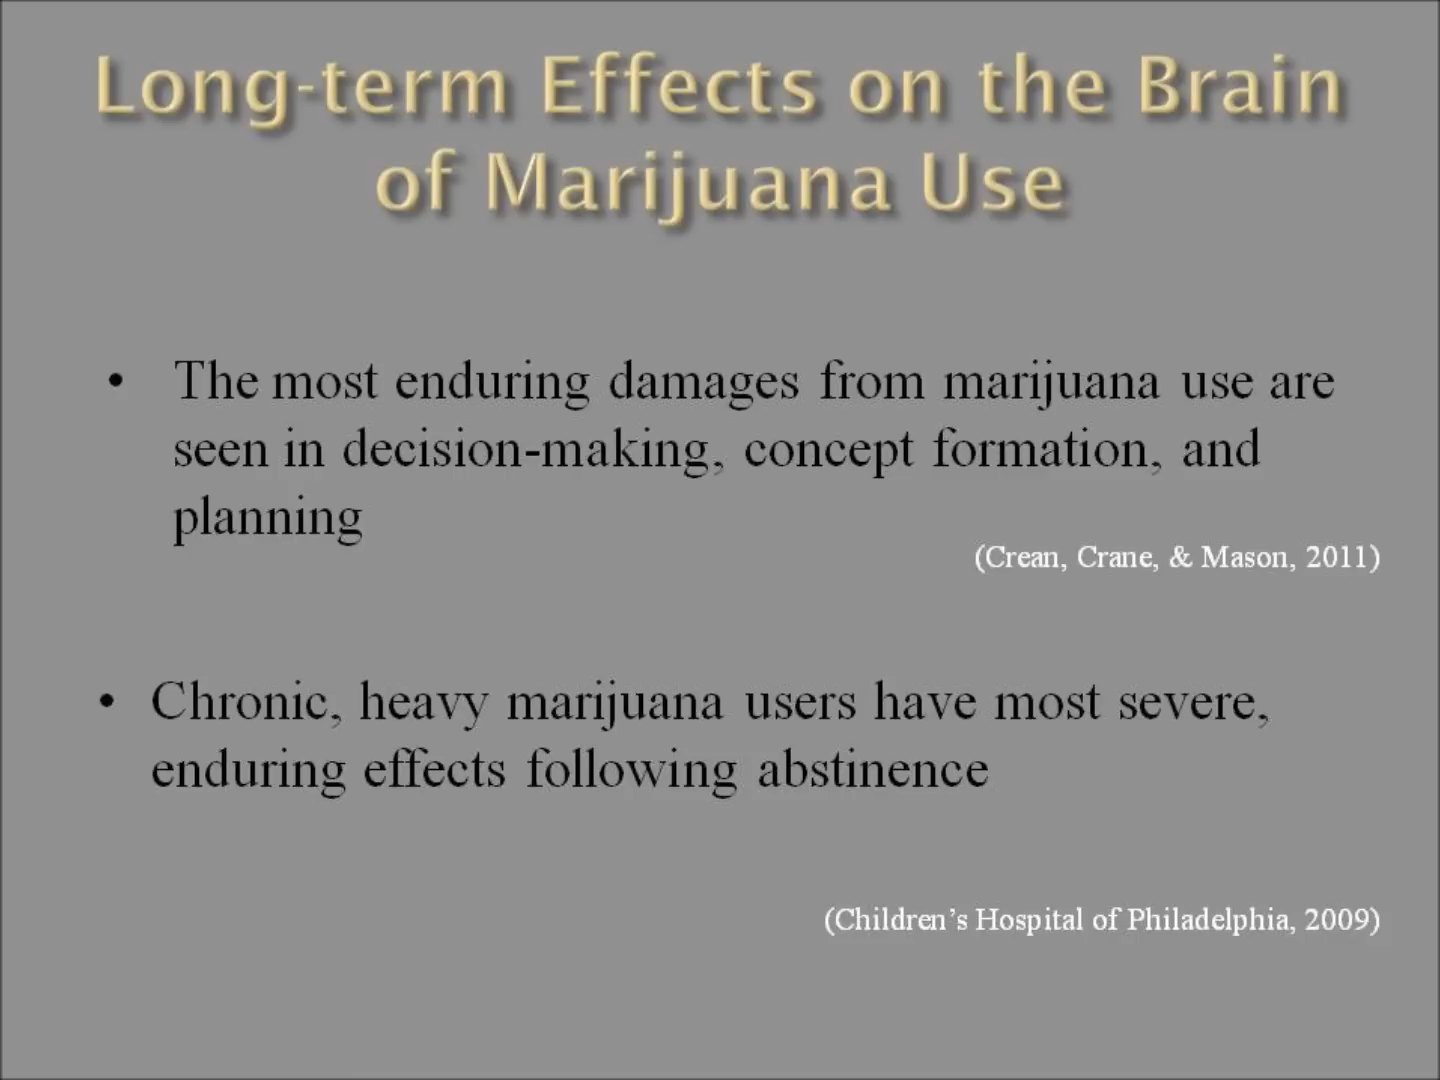 Long-term Effects on the Brain
of Marijuana Use
• The most enduring damages from marijuana use are
seen in decision-making, concept formation, and
planning
(Crean, Crane, & Mason, 2011)
• Chronic, heavy marijuana users have most severe,
enduring effects following abstinence
(Children’s Hospital of Philadelphia, 2009)